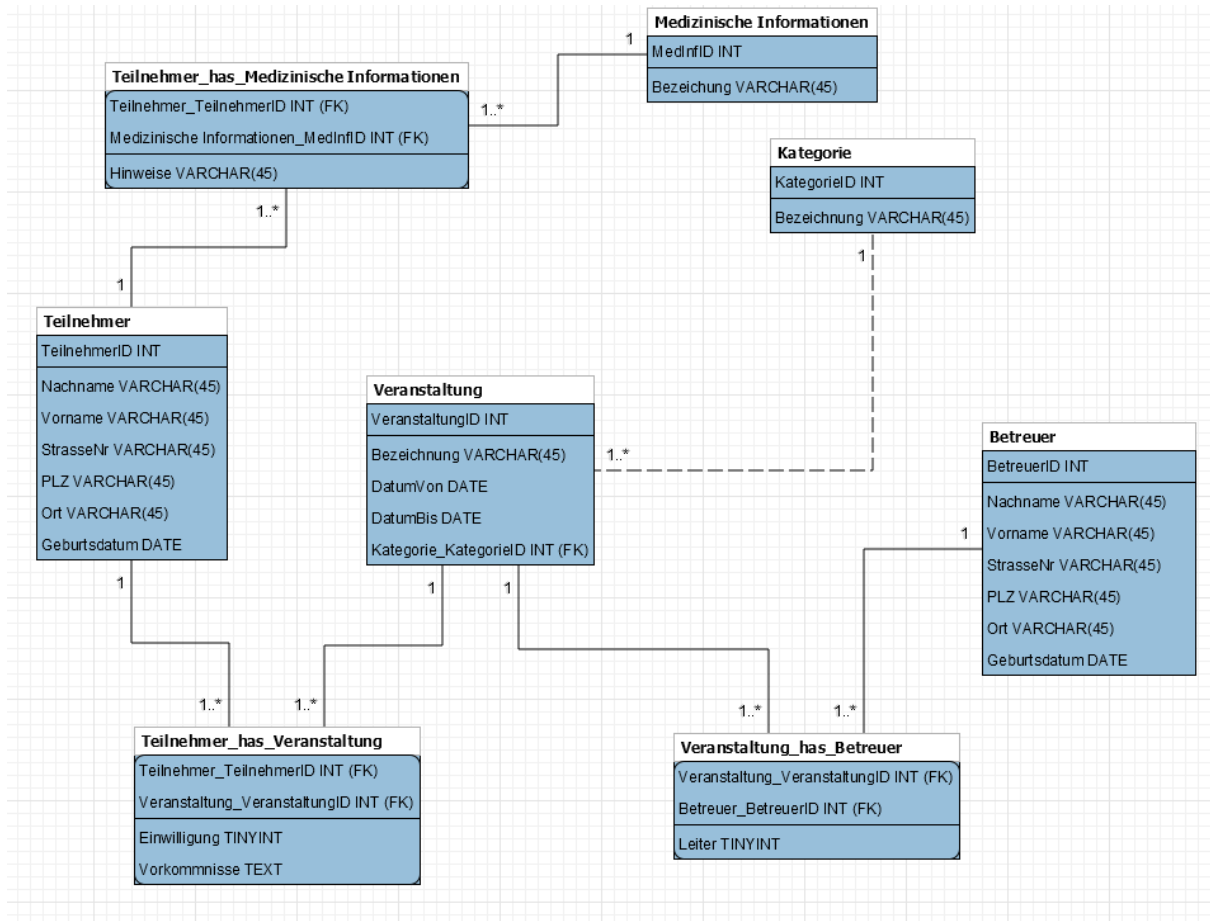 Medizinische Informationen
MedInfID INT
Bezeichung VARCHAR(45)
1
1..*
Teilnehmer_has_Medizinische Informationen
Teilnehmer_TeilnehmerID INT (FK)
Medizinische Informationen_MedInfID INT (FK)
Hinweise VARCHAR(45)
1..*
1
Kategorie
KategorieID INT
Bezeichnung VARCHAR(45)
1
1..*
Teilnehmer
TeilnehmerID INT
Nachname VARCHAR(45)
Vorname VARCHAR(45)
StrasseNr VARCHAR(45)
PLZ VARCHAR(45)
Ort VARCHAR(45)
Geburtsdatum DATE
1
Veranstaltung
VeranstaltungID INT
Bezeichnung VARCHAR(45)
DatumVon DATE
DatumBis DATE
Kategorie_KategorieID INT (FK)
1
1
Betreuer
BetreuerID INT
Nachname VARCHAR(45)
Vorname VARCHAR(45)
StrasseNr VARCHAR(45)
PLZ VARCHAR(45)
Ort VARCHAR(45)
Geburtsdatum DATE
1
1..*
1..*
Teilnehmer_has_Veranstaltung
Teilnehmer_TeilnehmerID INT (FK)
Veranstaltung_VeranstaltungID INT (FK)
Einwilligung TINYINT
Vorkommnisse TEXT
1..*
1..*
Veranstaltung_has_Betreuer
Veranstaltung_VeranstaltungID INT (FK)
Betreuer_BetreuerID INT (FK)
Leiter TINYINT